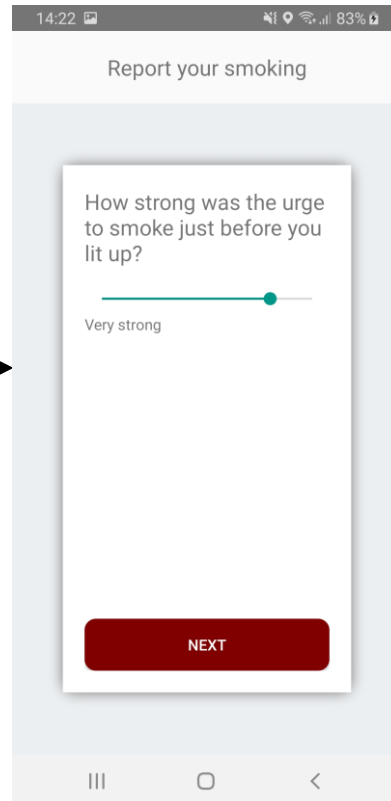 14:22 83%
Report your smoking
How strong was the urge
to smoke just before you
lit up?
Very strong
NEXT